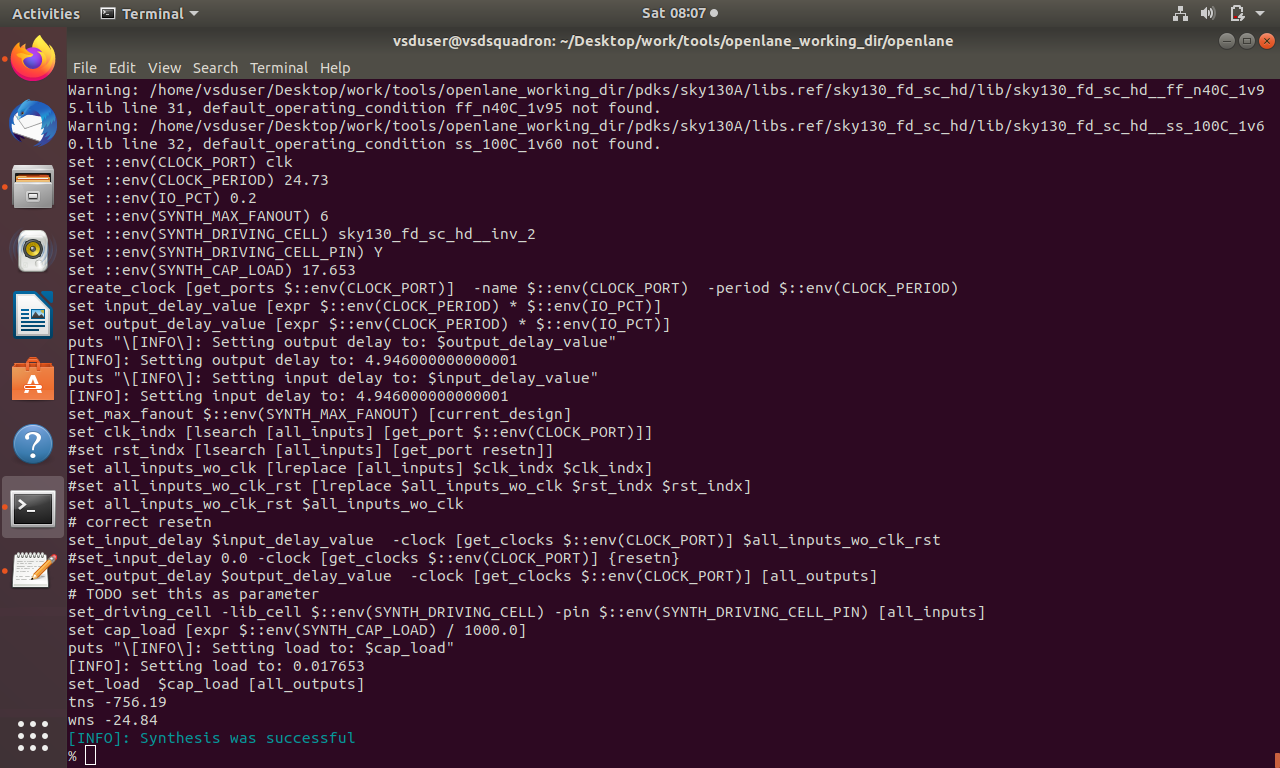 Activities Terminal Sat 08:07
vsduser@vsdsquadron: ~/Desktop/work/tools/openlane_working_dir/openlane
File Edit View Search Terminal Help
Warning: /home/vsduser/Desktop/work/tools/openlane_working_dir/pdks/sky130A/libs.ref/sky130_fd_sc_hd/lib/sky130_fd_sc_hd__ff_n40C_1v9
5.lib line 31, default_operating_condition ff_n40C_1v95 not found.
Warning: /home/vsduser/Desktop/work/tools/openlane_working_dir/pdks/sky130A/libs.ref/sky130_fd_sc_hd/lib/sky130_fd_sc_hd__ss_100C_1v6
0.lib line 32, default_operating_condition ss_100C_1v60 not found.
set ::env(CLOCK_PORT) clk
set ::env(CLOCK_PERIOD) 24.73
set ::env(IO_PCT) 0.2
set ::env(SYNTH_MAX_FANOUT) 6
set ::env(SYNTH_DRIVING_CELL) sky130_fd_sc_hd__inv_2
set ::env(SYNTH_DRIVING_CELL_PIN) Y
set ::env(SYNTH_CAP_LOAD) 17.653
create_clock [get_ports $::env(CLOCK_PORT)]  -name $::env(CLOCK_PORT)  -period $::env(CLOCK_PERIOD)
set input_delay_value [expr $::env(CLOCK_PERIOD) * $::env(IO_PCT)]
set output_delay_value [expr $::env(CLOCK_PERIOD) * $::env(IO_PCT)]
puts "\[INFO\]: Setting output delay to: $output_delay_value"
[INFO]: Setting output delay to: 4.946000000000001
puts "\[INFO\]: Setting input delay to: $input_delay_value"
[INFO]: Setting input delay to: 4.946000000000001
set_max_fanout $::env(SYNTH_MAX_FANOUT) [current_design]
set clk_indx [lsearch [all_inputs] [get_port $::env(CLOCK_PORT)]]
#set rst_indx [lsearch [all_inputs] [get_port resetn]]
set all_inputs_wo_clk [lreplace [all_inputs] $clk_indx $clk_indx]
#set all_inputs_wo_clk_rst [lreplace $all_inputs_wo_clk $rst_indx $rst_indx]
set all_inputs_wo_clk_rst $all_inputs_wo_clk
# correct resetn
set_input_delay $input_delay_value  -clock [get_clocks $::env(CLOCK_PORT)] $all_inputs_wo_clk_rst
#set_input_delay 0.0 -clock [get_clocks $::env(CLOCK_PORT)] {resetn}
set_output_delay $output_delay_value  -clock [get_clocks $::env(CLOCK_PORT)] [all_outputs]
# TODO set this as parameter
set_driving_cell -lib_cell $::env(SYNTH_DRIVING_CELL) -pin $::env(SYNTH_DRIVING_CELL_PIN) [all_inputs]
set cap_load [expr $::env(SYNTH_CAP_LOAD) / 1000.0]
puts "\[INFO\]: Setting load to: $cap_load"
[INFO]: Setting load to: 0.017653
set_load  $cap_load [all_outputs]
tns -756.19
wns -24.84
[INFO]: Synthesis was successful
%